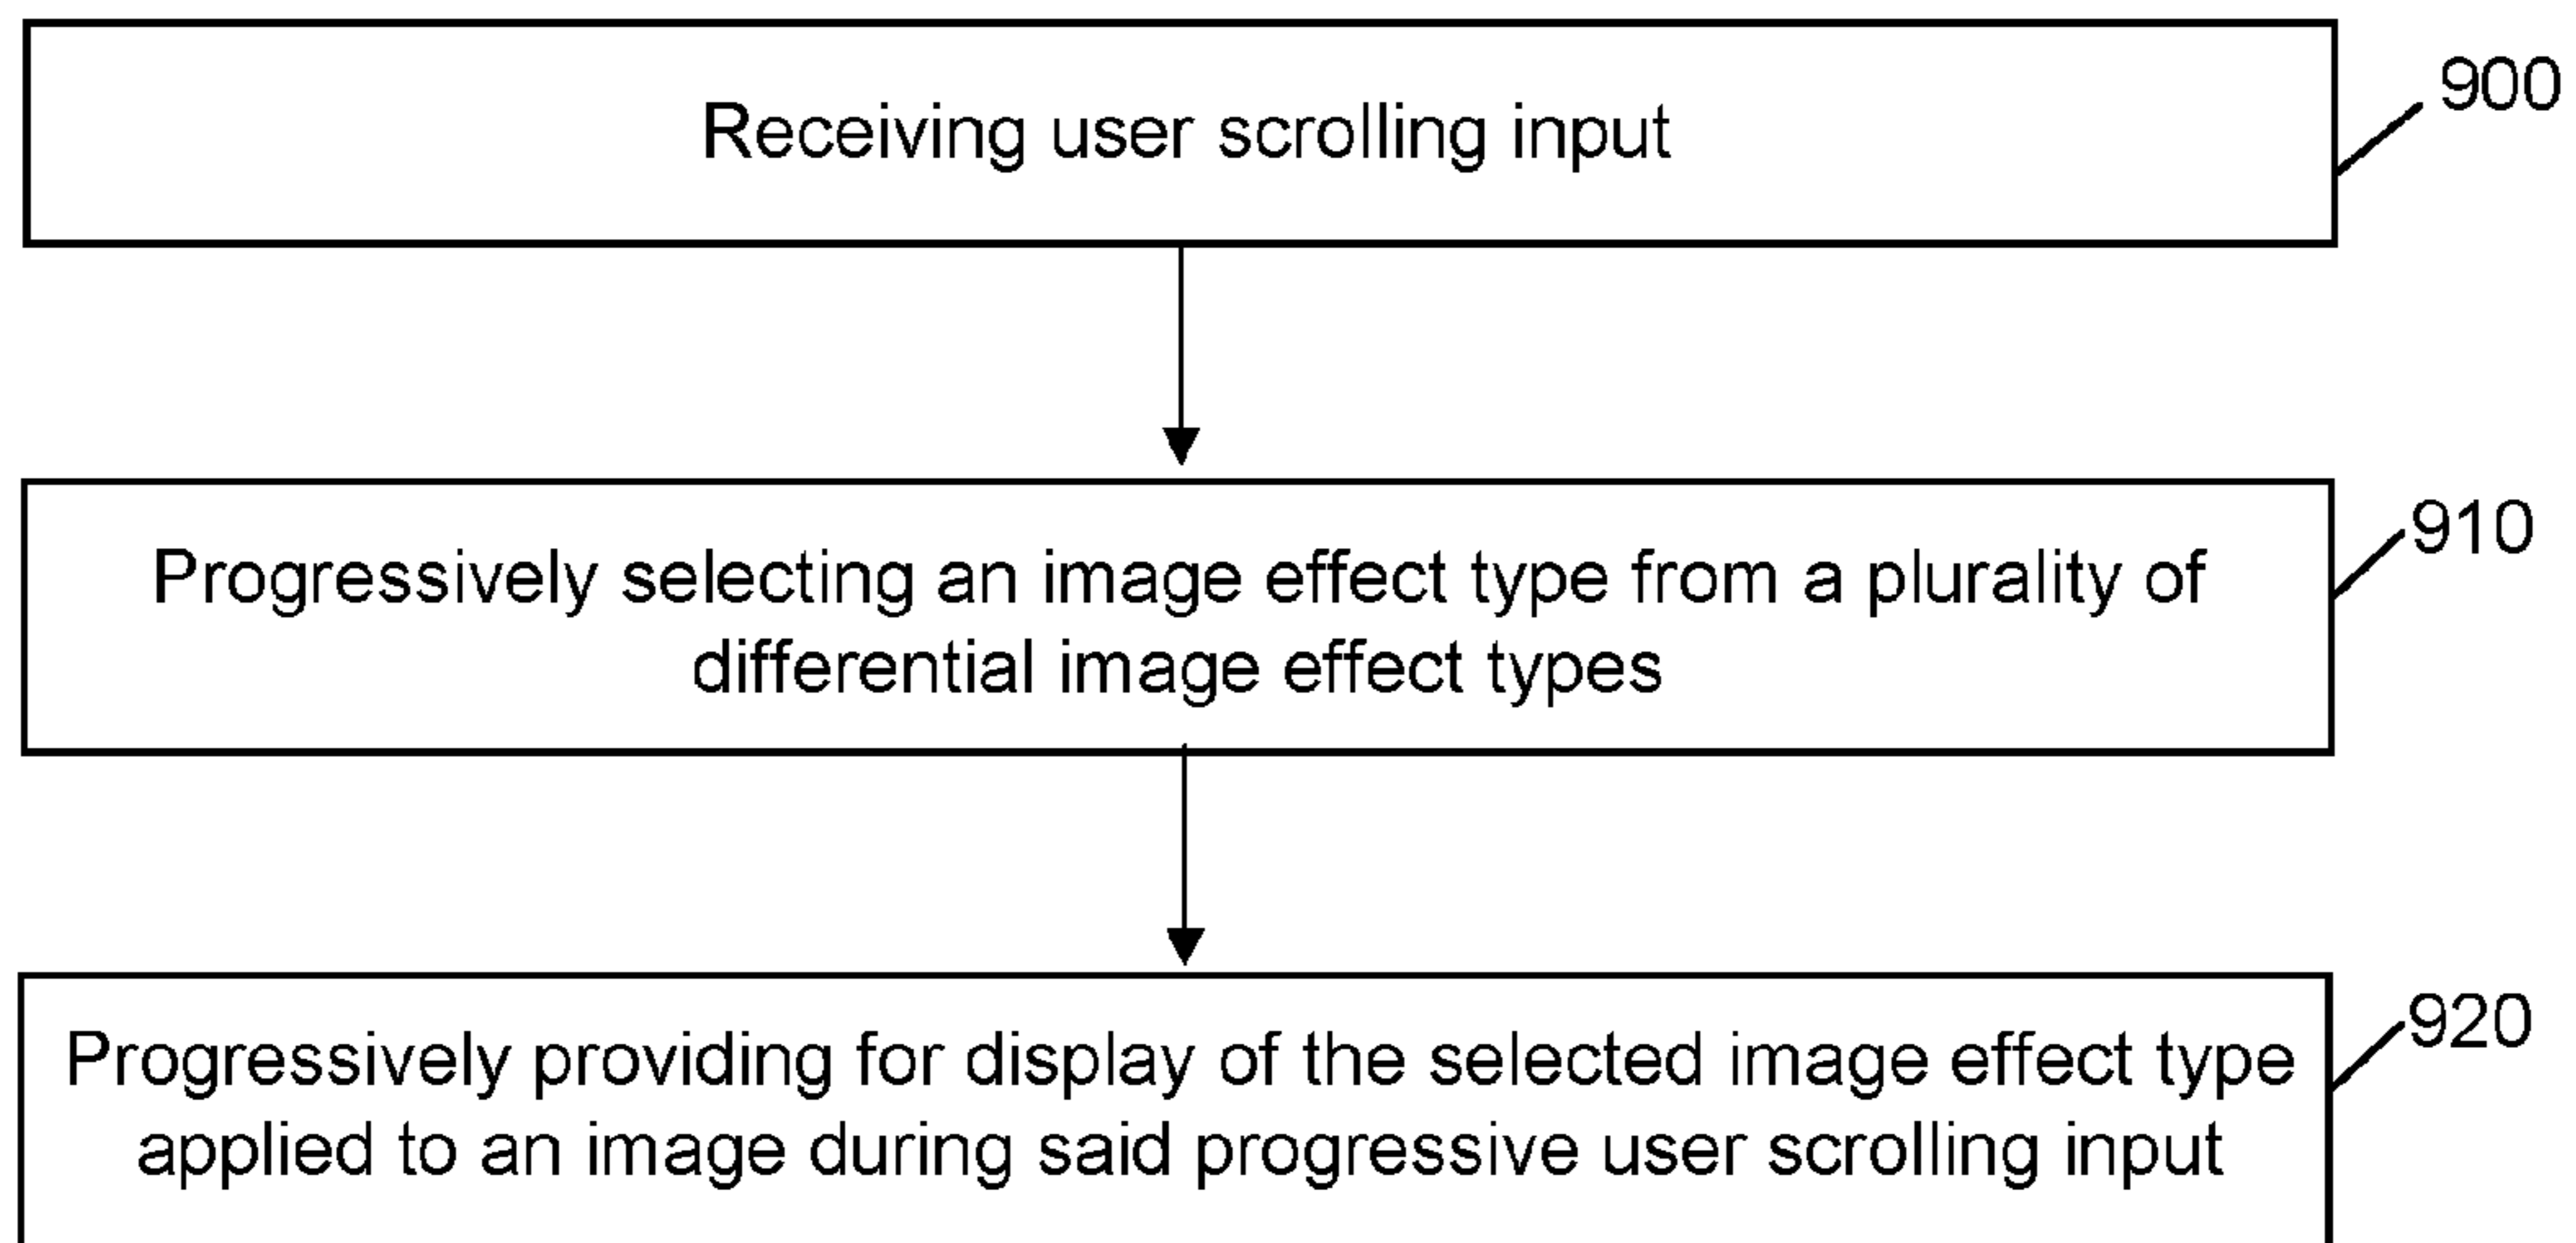 Receiving user scrolling input
900
Progressively selecting an image effect type from a plurality of
differential image effect types
910
Progressively providing for display of the selected image effect type
applied to an image during said progressive user scrolling input
920